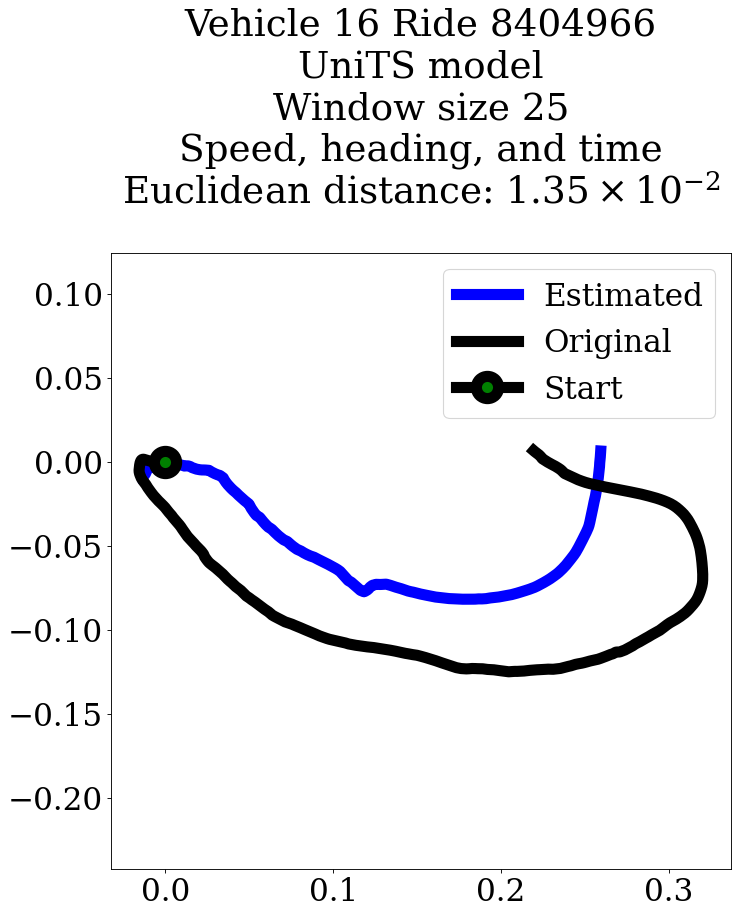 Vehicle 16 Ride 8404966
UniTS model
Window size 25
Speed, heading, and time
Euclidean distance: 1.35 × 10⁻²
Estimated
Original
Start
0.10
0.05
0.00
−0.05
−0.10
−0.15
−0.20
0.0 0.1 0.2 0.3